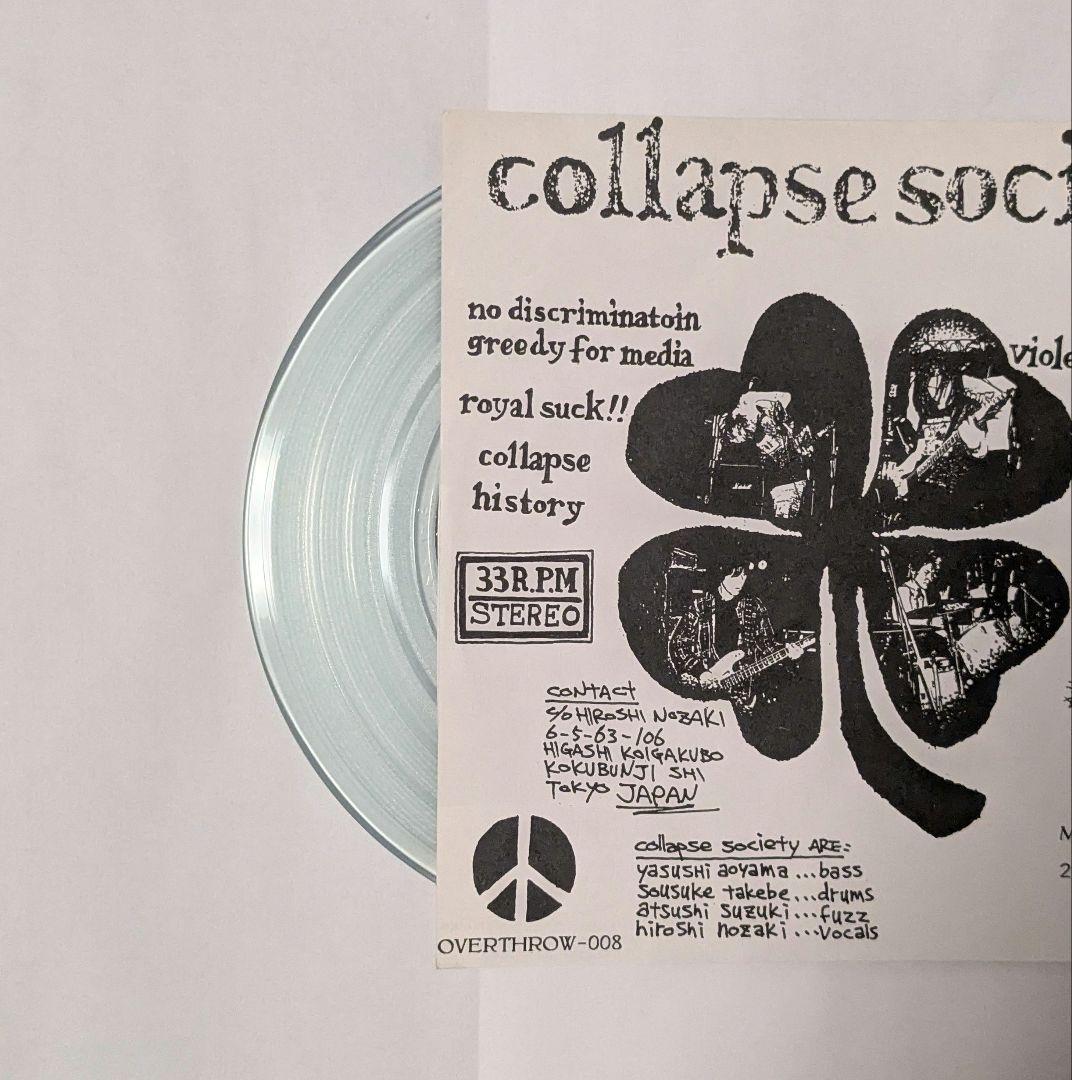 collapse soci
no discriminatoin
greedy for media
viole
royal suck!!
collapse
history
33 R.P.M
STEREO
CONTACT
c/o HIROSHI NOZAKI
6-5-63-106
HIGASHI KOIGAKUBO
KOKUBUNJI SHI
TOKYO JAPAN
collapse society ARE:
yasushi aoyama...bass
sousuke takebe...drums
atsushi suzuki...fuzz
hiroshi nozaki...vocals
OVERTHROW-008
M
2